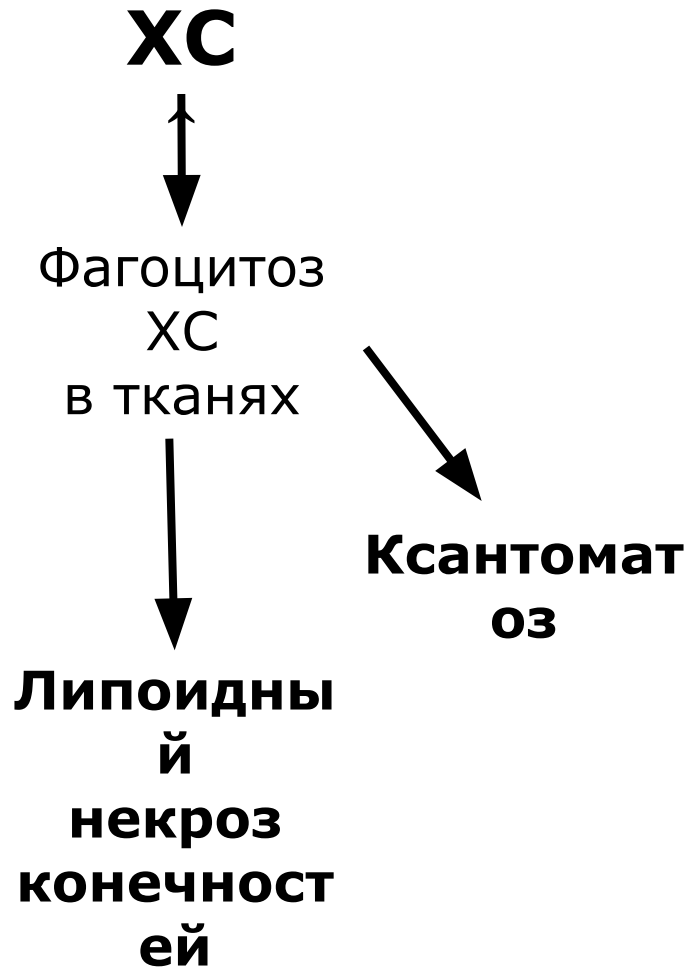 ХС
Фагоцитоз
ХС
в тканях
Ксантомат
оз
Липоидны
й
некроз
конечност
ей